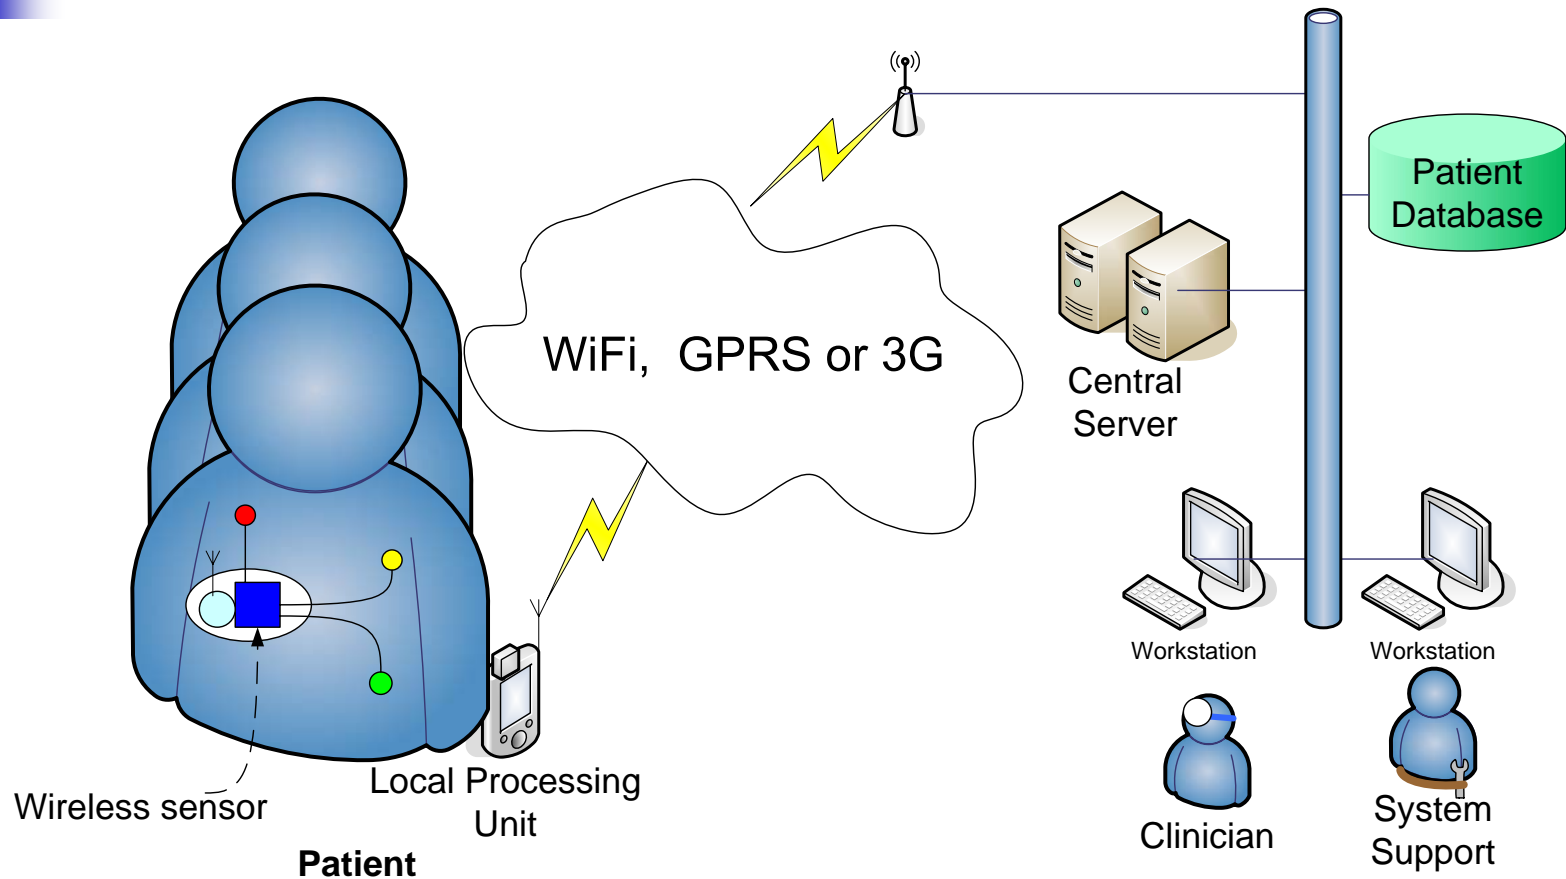 Patient
Database
WiFi,  GPRS or 3G
Central
Server
Workstation
Workstation
Local Processing
Unit
Wireless sensor
Patient
Clinician
System
Support